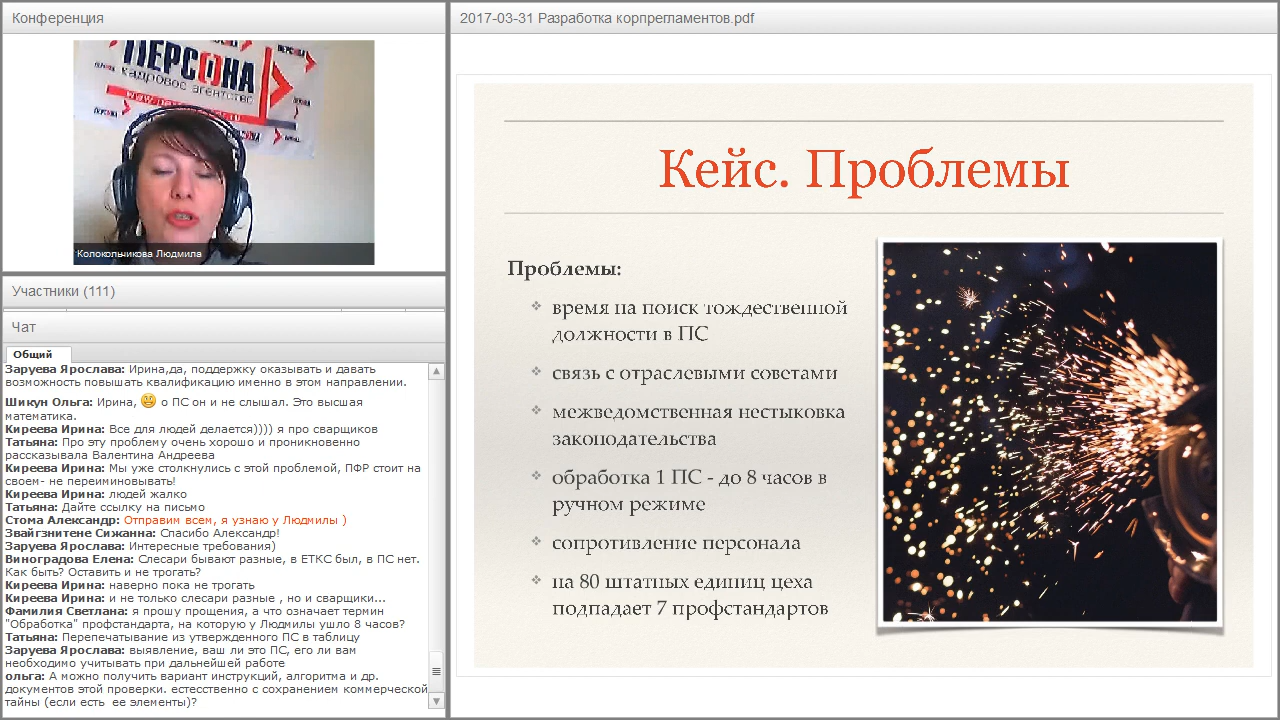 Конференция
ПЕРСОНА
кадровое агентство
Колокольчикова Людмила
Участники (111)
Чат
Общий
Заруева Ярослава: Ирина,да, поддержку оказывать и давать
возможность повышать квалификацию именно в этом направлении.
Шикун Ольга: Ирина, о ПС он и не слышал. Это высшая
математика.
Киреева Ирина: Все для людей делается)))) я про сварщиков
Татьяна: Про эту проблему очень хорошо и проникновенно
рассказывала Валентина Андреева
Киреева Ирина: Мы уже столкнулись с этой проблемой, ПФР стоит на
своем- не переиминовывать!
Киреева Ирина: людей жалко
Татьяна: Дайте ссылку на письмо
Стома Александр: Отправим всем, я узнаю у Людмилы )
Звайгзнитене Сижанна: Спасибо Александр!
Заруева Ярослава: Интересные требования)
Виноградова Елена: Слесари бывают разные, в ЕТКС был, в ПС нет.
Как быть? Оставить и не трогать?
Киреева Ирина: наверно пока не трогать
Киреева Ирина: и не только слесари разные , но и сварщики...
Фамилия Светлана: я прошу прощения, а что означает термин
"Обработка" профстандарта, на которую у Людмилы ушло 8 часов?
Татьяна: Перепечатывание из утвержденного ПС в таблицу
Заруева Ярослава: выявление, ваш ли это ПС, его ли вам
необходимо учитывать при дальнейшей работе
ольга: А можно получить вариант инструкций, алгоритма и др.
документов этой проверки. естесственно с сохранением коммерческой
тайны (если есть ее элементы)?
2017-03-31 Разработка корпрегламентов.pdf
Кейс. Проблемы
Проблемы:
время на поиск тождественной
должности в ПС
связь с отраслевыми советами
межведомственная нестыковка
законодательства
обработка 1 ПС - до 8 часов в
ручном режиме
сопротивление персонала
на 80 штатных единиц цеха
подпадает 7 профстандартов